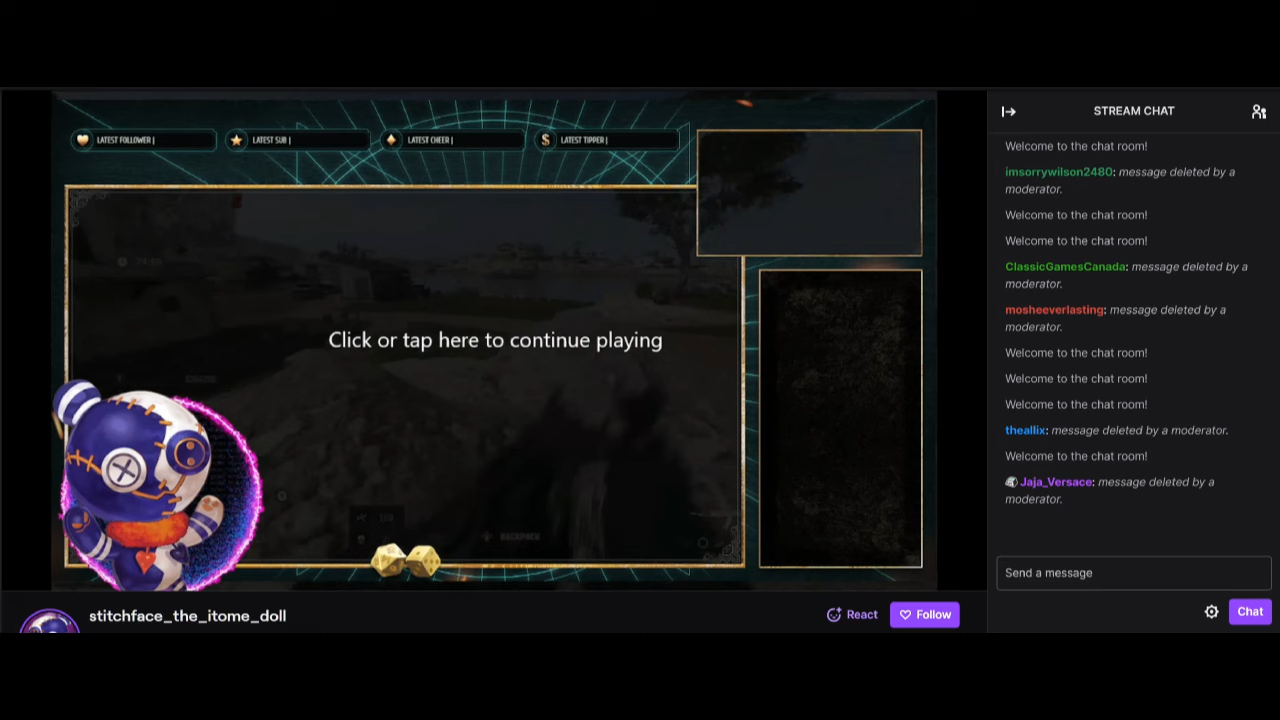 LATEST FOLLOWER |
LATEST SUB |
LATEST CHEER |
LATEST TIPPER |
Click or tap here to continue playing
BACKPACK
stitchface_the_itome_doll
React
Follow
STREAM CHAT
Welcome to the chat room!
imsorrywilson2480: message deleted by a
moderator.
Welcome to the chat room!
Welcome to the chat room!
ClassicGamesCanada: message deleted by a
moderator.
mosheeverlasting: message deleted by a
moderator.
Welcome to the chat room!
Welcome to the chat room!
Welcome to the chat room!
theallix: message deleted by a moderator.
Welcome to the chat room!
Jaja_Versace: message deleted by a
moderator.
Send a message
Chat